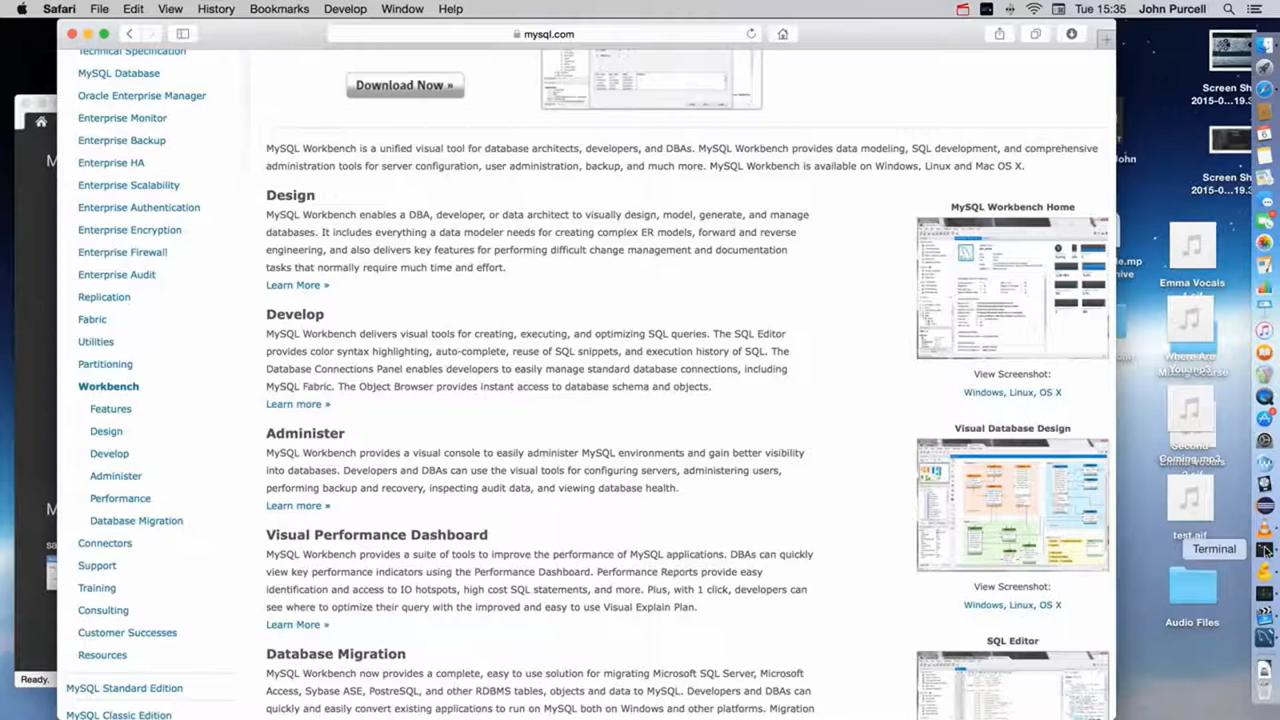 Safari File Edit View History Bookmarks Develop Window Help
Tue 15:35 John Purcell
mysql.com
Technical Specification
MySQL Database
Oracle Enterprise Manager
Enterprise Monitor
Enterprise Backup
Enterprise HA
Enterprise Scalability
Enterprise Authentication
Enterprise Encryption
Enterprise Firewall
Enterprise Audit
Replication
Fabric
Utilities
Partitioning
Workbench
Features
Design
Develop
Administer
Performance
Database Migration
Connectors
Support
Training
Consulting
Customer Successes
Resources
MySQL Standard Edition
MySQL Classic Edition
Download Now »
MySQL Workbench is a unified visual tool for database architects, developers, and DBAs. MySQL Workbench provides data modeling, SQL development, and comprehensive
administration tools for server configuration, user administration, backup, and much more. MySQL Workbench is available on Windows, Linux and Mac OS X.
Design
MySQL Workbench enables a DBA, developer, or data architect to visually design, model, generate, and manage
databases. It includes everything a data modeler needs for creating complex ER models, forward and reverse
engineering, and also delivers key features for performing difficult change management and documentation
tasks that normally require much time and effort.
Learn More »
Develop
MySQL Workbench delivers visual tools for creating, executing, and optimizing SQL queries. The SQL Editor
provides color syntax highlighting, auto-complete, reuse of SQL snippets, and execution history of SQL. The
Database Connections Panel enables developers to easily manage standard database connections, including
MySQL Fabric. The Object Browser provides instant access to database schema and objects.
Learn more »
Administer
MySQL Workbench provides a visual console to easily administer MySQL environments and gain better visibility
into databases. Developers and DBAs can use the visual tools for configuring servers, administering users,
performing backup and recovery, inspecting audit data, and viewing database health.
Learn more »
Visual Performance Dashboard
MySQL Workbench provides a suite of tools to improve the performance of MySQL applications. DBAs can quickly
view key performance indicators using the Performance Dashboard. Performance Reports provide easy
identification and access to IO hotspots, high cost SQL statements, and more. Plus, with 1 click, developers can
see where to optimize their query with the improved and easy to use Visual Explain Plan.
Learn More »
Database Migration
MySQL Workbench now provides a complete, easy to use solution for migrating Microsoft SQL Server, Microsoft
Access, Sybase ASE, PostreSQL, and other RDBMS tables, objects and data to MySQL. Developers and DBAs can
quickly and easily convert existing applications to run on MySQL both on Windows and other platforms. Migration
MySQL Workbench Home
View Screenshot:
Windows, Linux, OS X
Visual Database Design
View Screenshot:
Windows, Linux, OS X
SQL Editor
Ready.
Screen Sh
2015-0...19.3
Screen Sh
2015-0...19.3
Emma Vocals
Where Are
You.mp3
Second
Coming.mp3
test.aif
Terminal
Audio Files